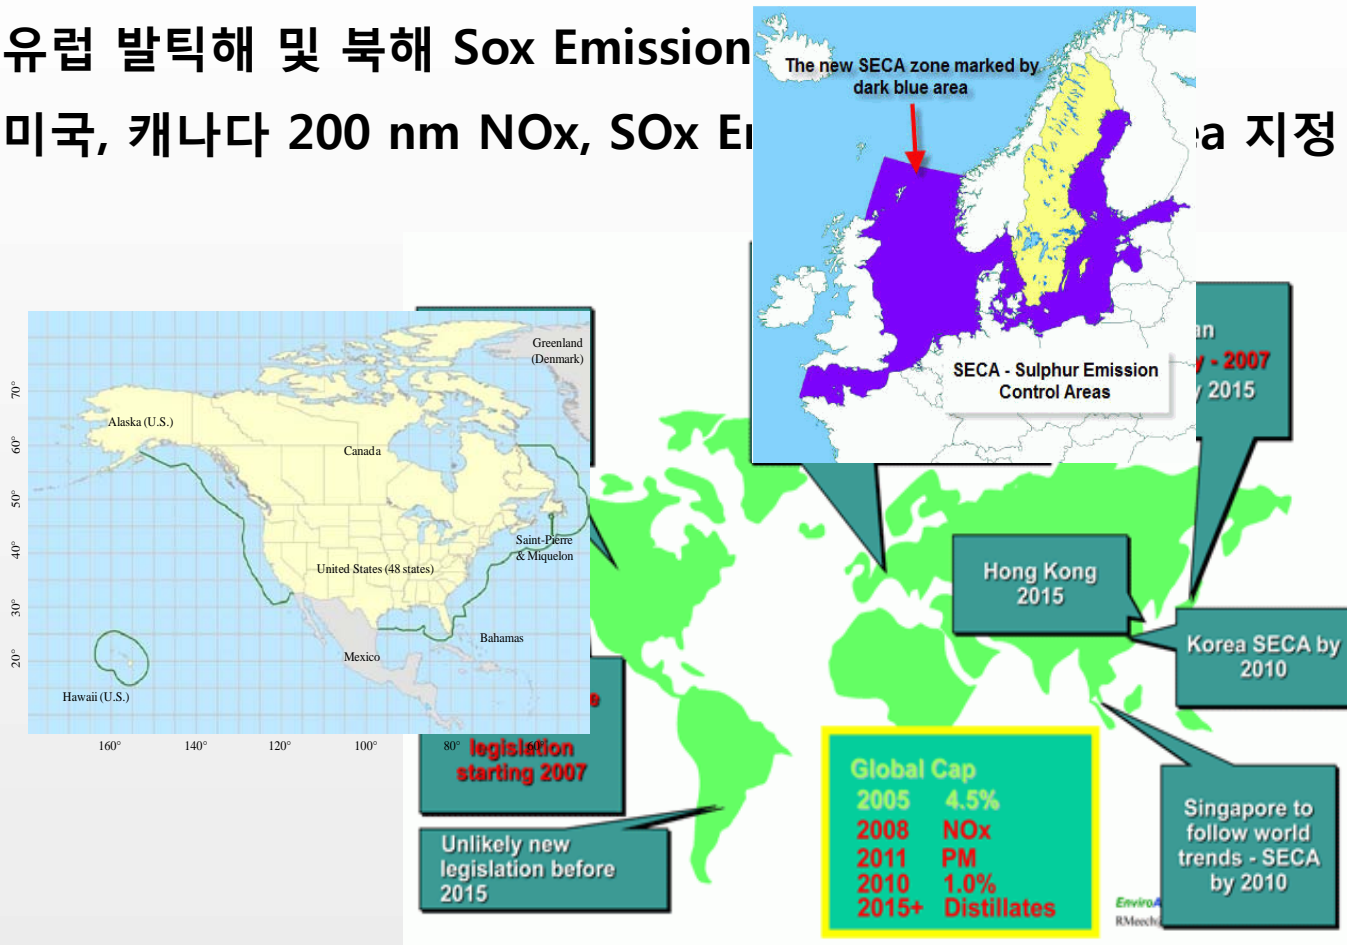 유럽 발틱해 및 북해 Sox Emission
미국, 캐나다 200 nm NOx, SOx
지정
The new SECA zone marked by
dark blue area
SECA - Sulphur Emission
Control Areas
- 2007
2015
Greenland
(Denmark)
Alaska (U.S.)
Canada
Saint-Pierre
& Miquelon
United States (48 states)
Bahamas
Mexico
Hawaii (U.S.)
70°
60°
50°
40°
30°
20°
160°
140°
120°
100°
80°
60°
legislation
starting 2007
Unlikely new
legislation before
2015
Hong Kong
2015
Korea SECA by
2010
Singapore to
follow world
trends - SECA
by 2010
Global Cap
2005 4.5%
2008 NOx
2011 PM
2010 1.0%
2015+ Distillates